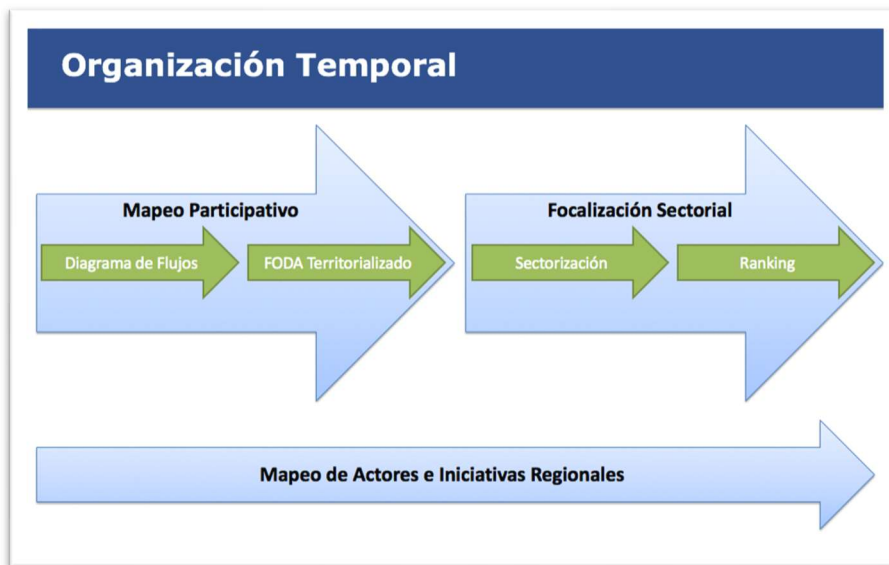 Organización Temporal
Mapeo Participativo
Diagrama de Flujos
FODA Territorializado
Focalización Sectorial
Sectorización
Ranking
Mapeo de Actores e Iniciativas Regionales